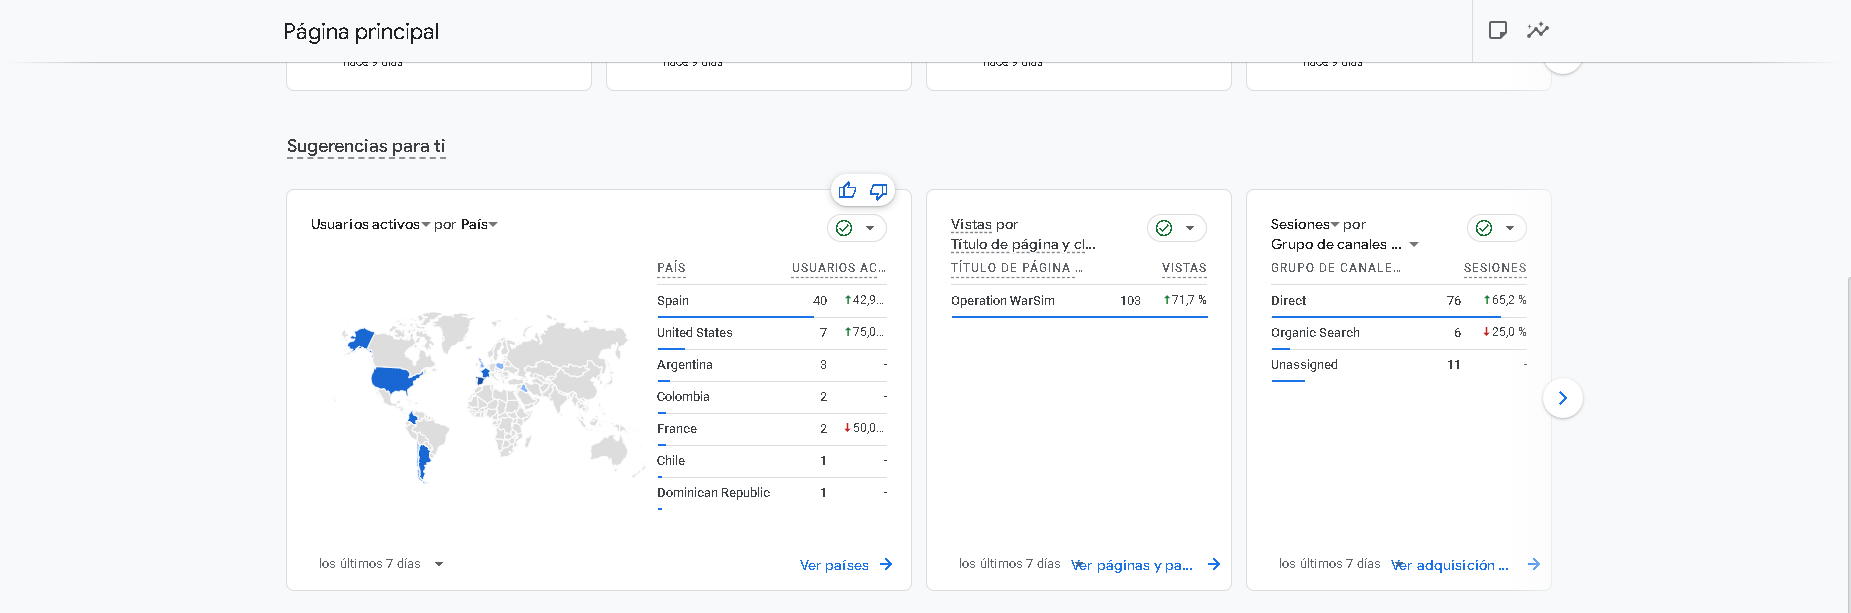 Página principal
hace 9 días
hace 9 días
hace 9 días
hace 9 días
Sugerencias para ti
Usuarios activos por País
PAÍS USUARIOS AC...
Spain 40 42,9...
United States 7 75,0...
Argentina 3 -
Colombia 2 -
France 2 50,0...
Chile 1 -
Dominican Republic 1 -
los últimos 7 días
Ver países
Vistas por
Título de página y cl...
TÍTULO DE PÁGINA ... VISTAS
Operation WarSim 103 71,7 %
los últimos 7 días
Ver páginas y pa...
Sesiones por
Grupo de canales ...
GRUPO DE CANALE... SESIONES
Direct 76 65,2 %
Organic Search 6 25,0 %
Unassigned 11 -
los últimos 7 días
Ver adquisición ...